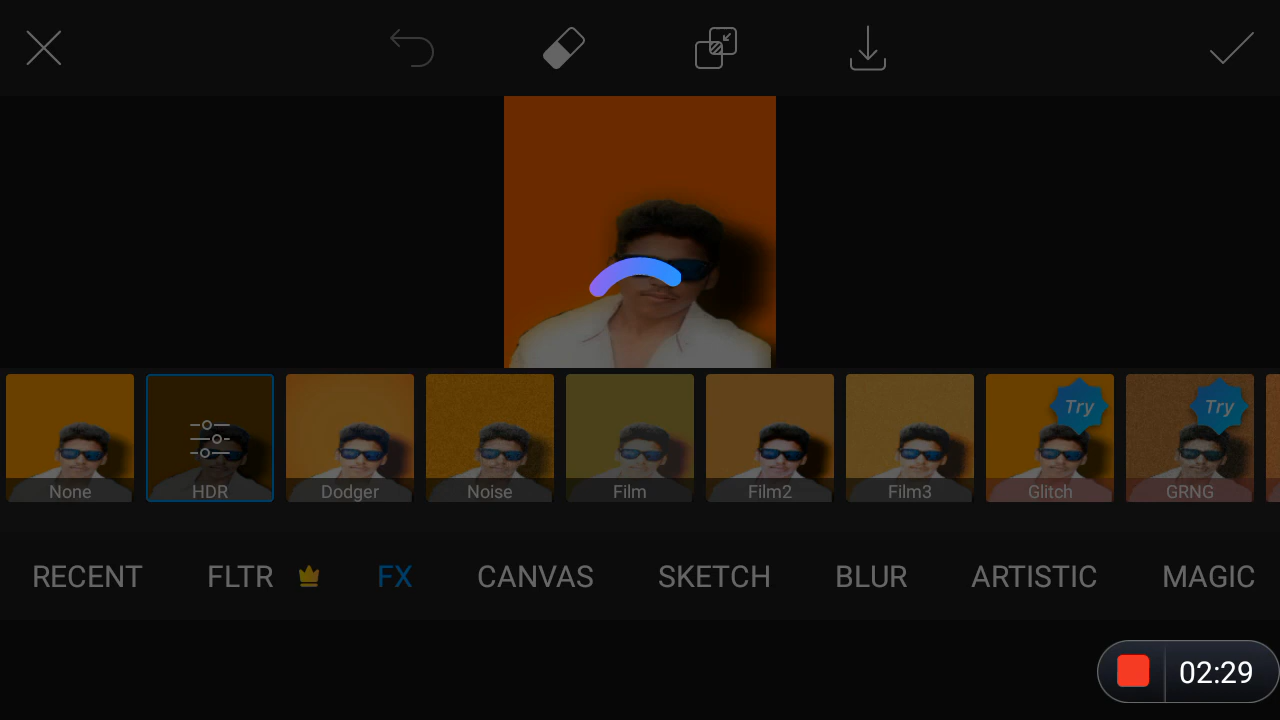 Try Try
None HDR Dodger Noise Film Film2 Film3 Glitch GRNG
RECENT FLTR FX CANVAS SKETCH BLUR ARTISTIC MAGIC
02:29